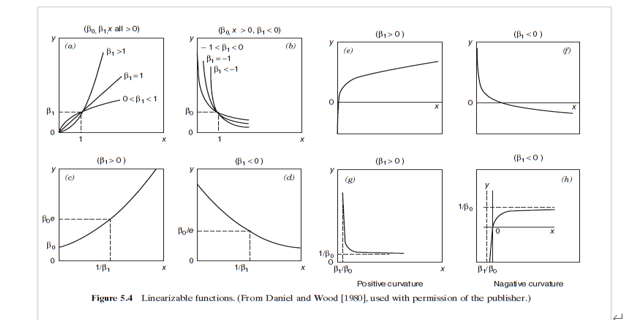 (β₀, β₁,x all > 0)
(β₀, x > 0, β₁ < 0)
(β₁ > 0)
(β₁ < 0)
y
(a)
β₁ >1
β₁ = 1
0 < β₁ < 1
β₁
0
1
x
y
− 1 < β₁ < 0
(b)
β₁ = −1
β₁ < −1
β₀
0
1
x
y
(e)
0
x
y
(f)
0
x
(β₁ > 0)
(β₁ < 0)
(β₁ > 0)
(β₁ < 0)
y
(c)
β₀e
β₀
0
1/β₁
x
y
(d)
β₀/e
0
1/β₁
x
y
(g)
1/β₀
0
β₁/β₀
x
Positive curvature
(h)
y
1/β₀
0
x
β₁/β₀
Nagative curvature
Figure 5.4 Linearizable functions. (From Daniel and Wood [1980], used with permission of the publisher.)